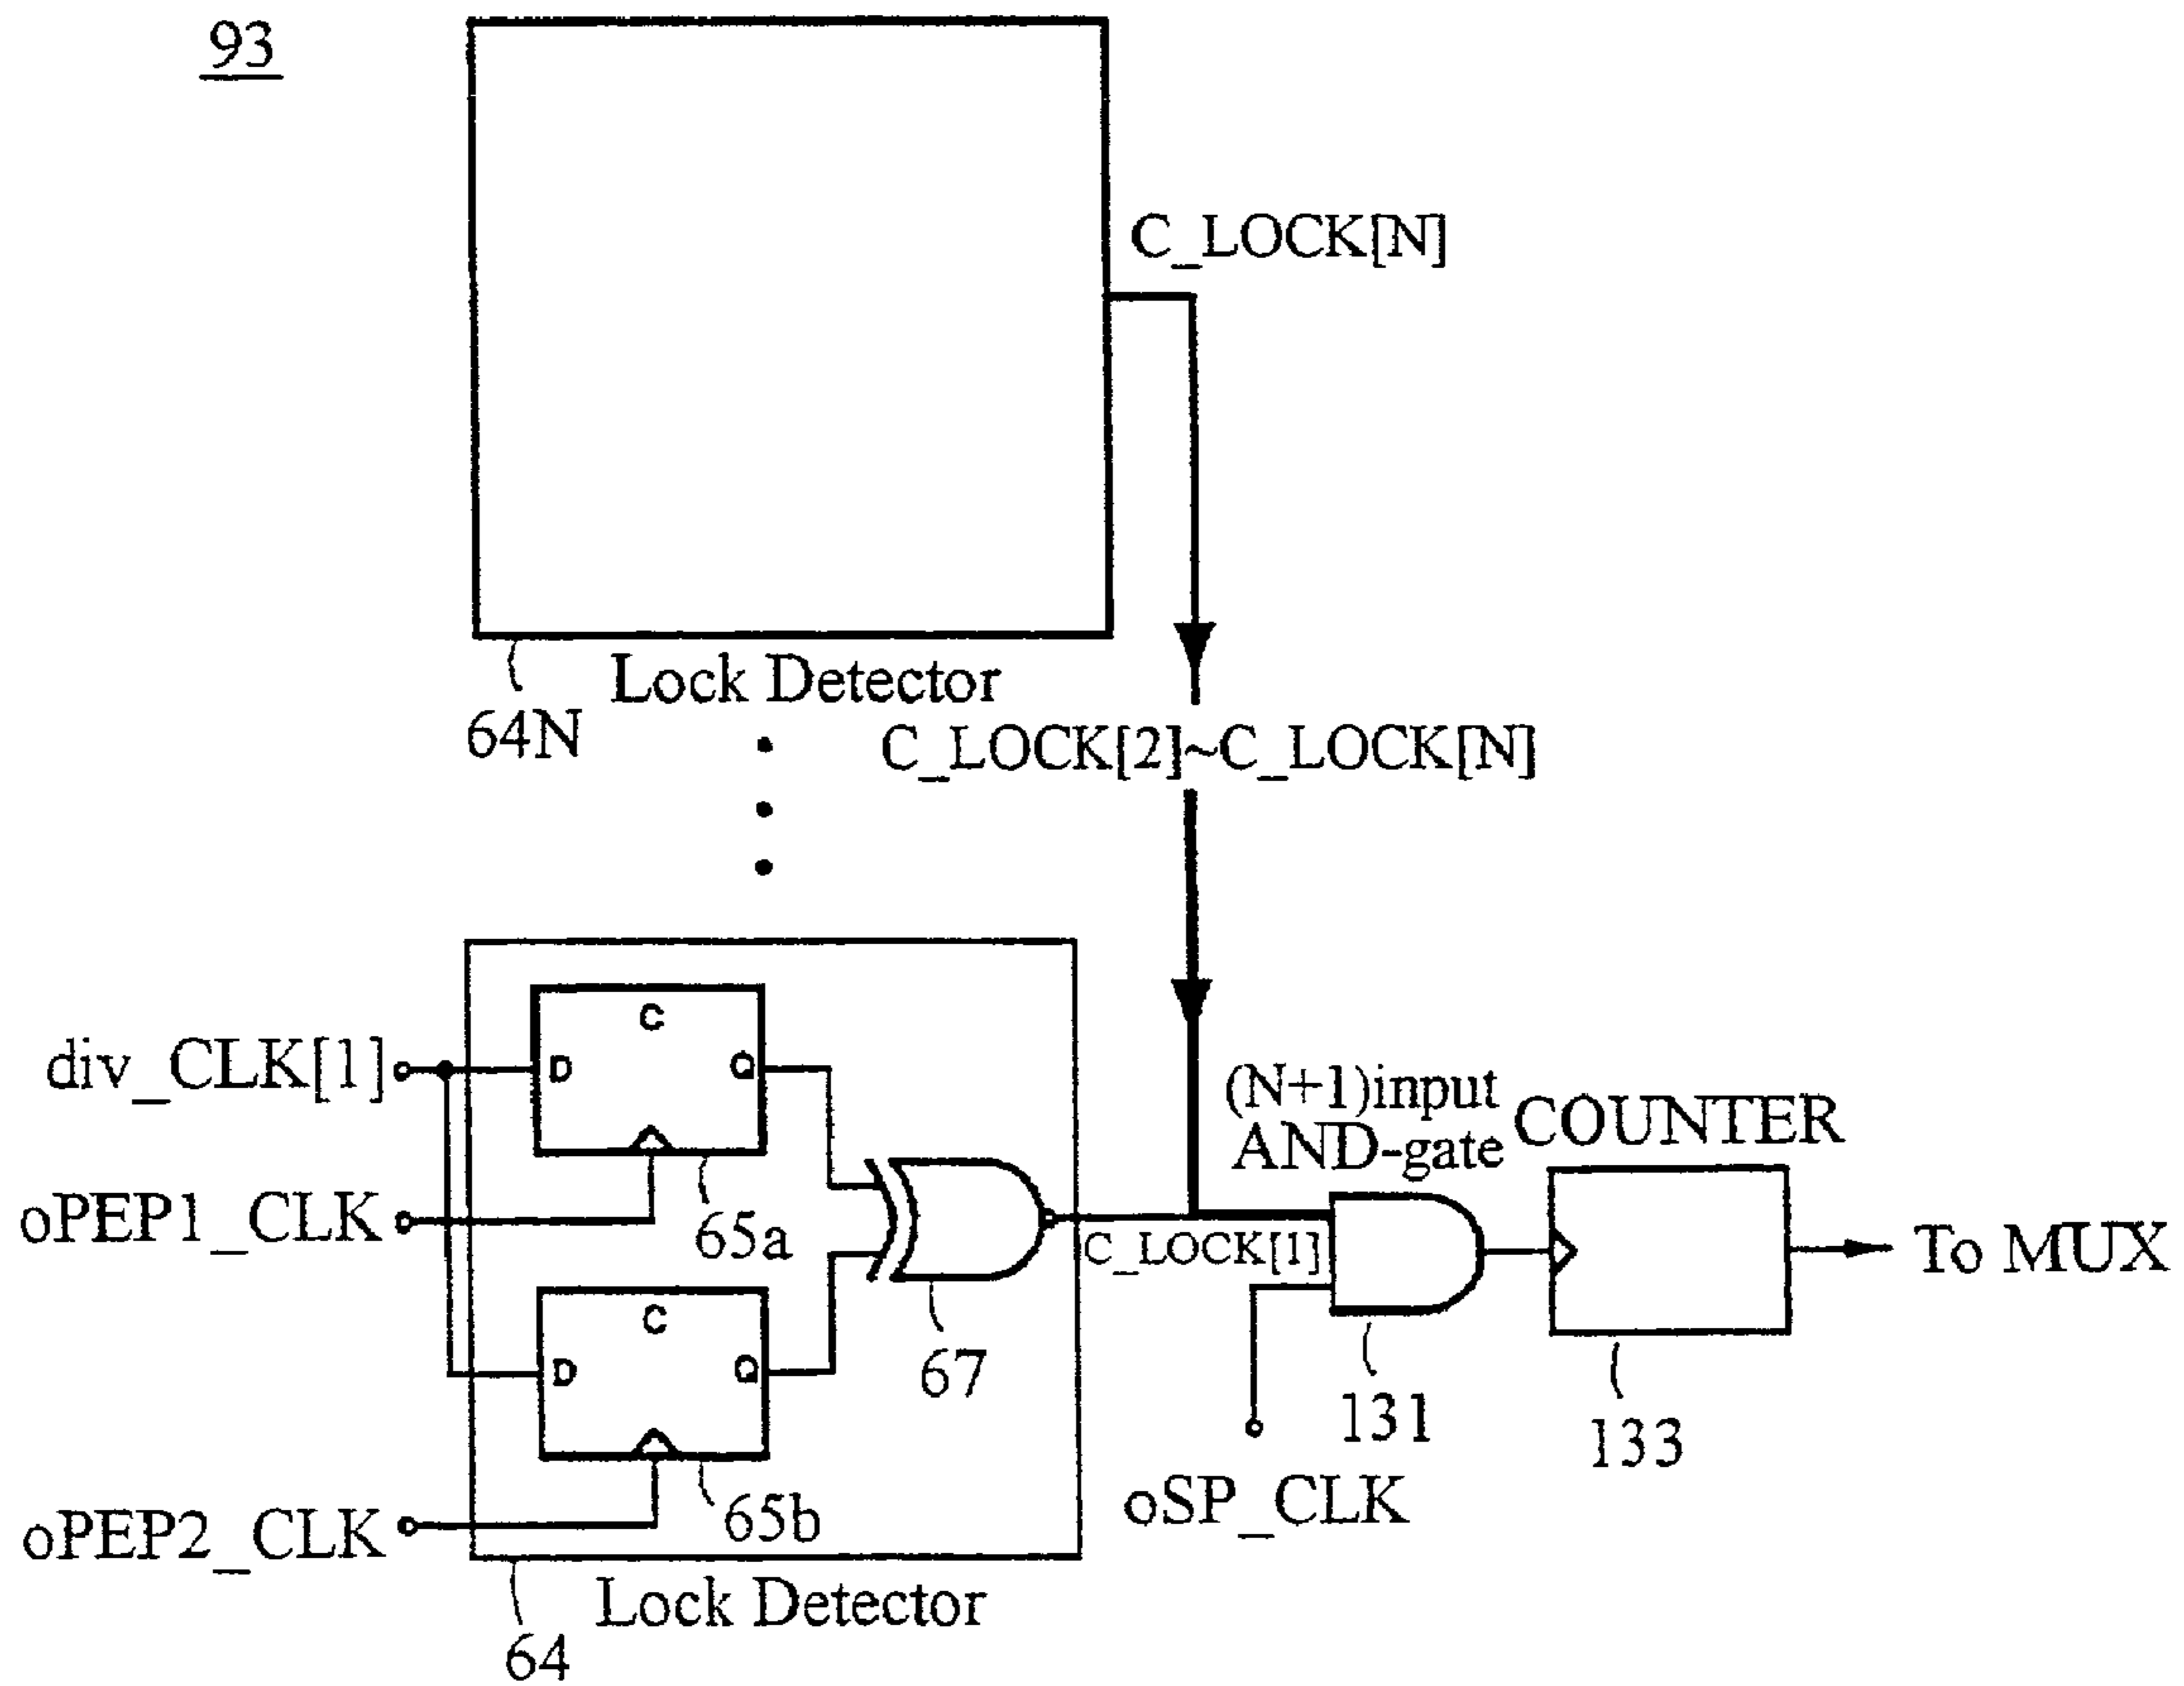 93
C_LOCK[N]
Lock Detector
64N
C_LOCK[2]~C_LOCK[N]
div_CLK[1]
C
D
Q
oPEP1_CLK
65a
(N+1)input
AND-gate
COUNTER
C_LOCK[1]
To MUX
C
D
Q
67
131
133
oSP_CLK
oPEP2_CLK
65b
Lock Detector
64